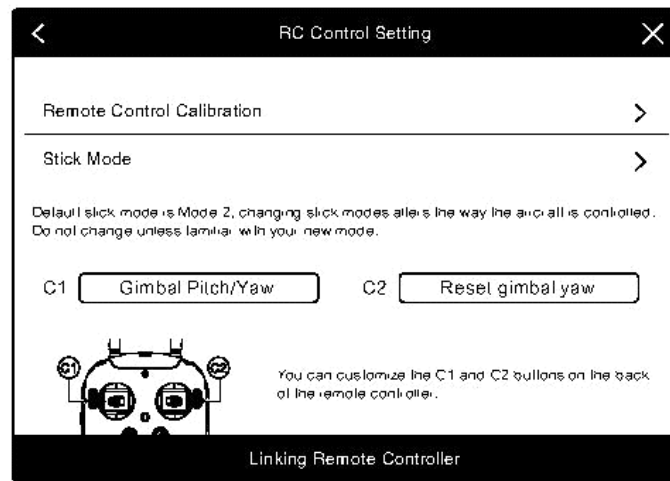 RC Control Setting
Remote Control Calibration
Stick Mode
Default stick mode is Mode 2, changing stick modes alters the way the aircraft is controlled.
Do not change unless familiar with your new mode.
C1 Gimbal Pitch/Yaw C2 Reset gimbal yaw
C1 C2
You can customize the C1 and C2 buttons on the back
of the remote controller.
Linking Remote Controller